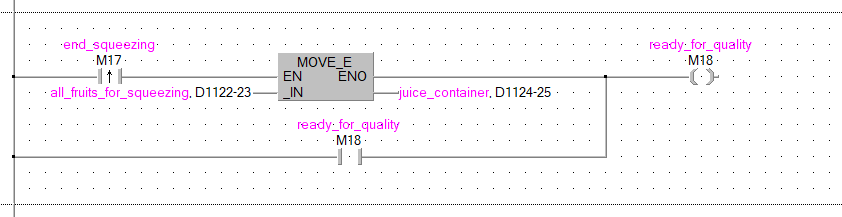 end_squeezing
ready_for_quality
M17
M18
MOVE_E
EN ENO
all_fruits_for_squeezing, D1122-23
_IN
juice_container, D1124-25
ready_for_quality
M18